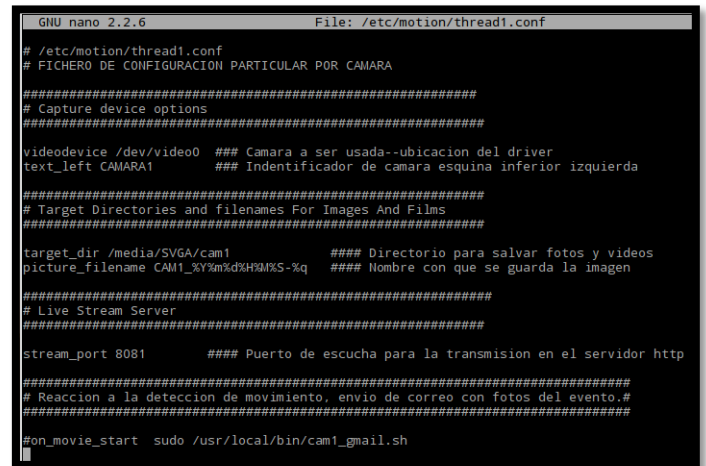 GNU nano 2.2.6 File: /etc/motion/thread1.conf
# /etc/motion/thread1.conf
# FICHERO DE CONFIGURACION PARTICULAR POR CAMARA
###########################################################
# Capture device options
############################################################
videodevice /dev/video0 ### Camara a ser usada--ubicacion del driver
text_left CAMARA1 ### Indentificador de camara esquina inferior izquierda
############################################################
# Target Directories and filenames For Images And Films
############################################################
target_dir /media/SVGA/cam1 #### Directorio para salvar fotos y videos
picture_filename CAM1_%Y%m%d%H%M%S-%q #### Nombre con que se guarda la imagen
#############################################################
# Live Stream Server
############################################################
stream_port 8081 #### Puerto de escucha para la transmision en el servidor http
###############################################################################
# Reaccion a la deteccion de movimiento, envio de correo con fotos del evento.#
###############################################################################
#on_movie_start sudo /usr/local/bin/cam1_gmail.sh